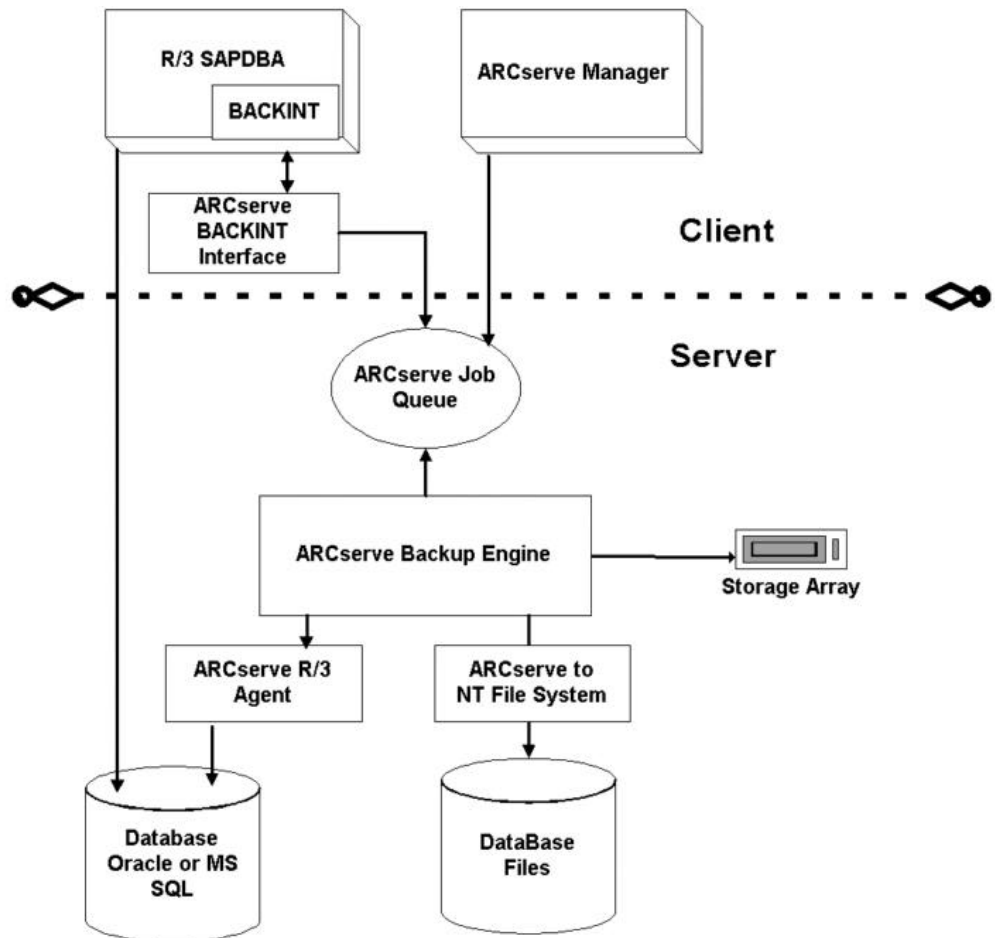 R/3 SAPDBA
BACKINT
ARCserve Manager
ARCserve
BACKINT
Interface
Client
Server
ARCserve Job
Queue
ARCserve Backup Engine
Storage Array
ARCserve R/3
Agent
ARCserve to
NT File System
Database
Oracle or MS
SQL
DataBase
Files